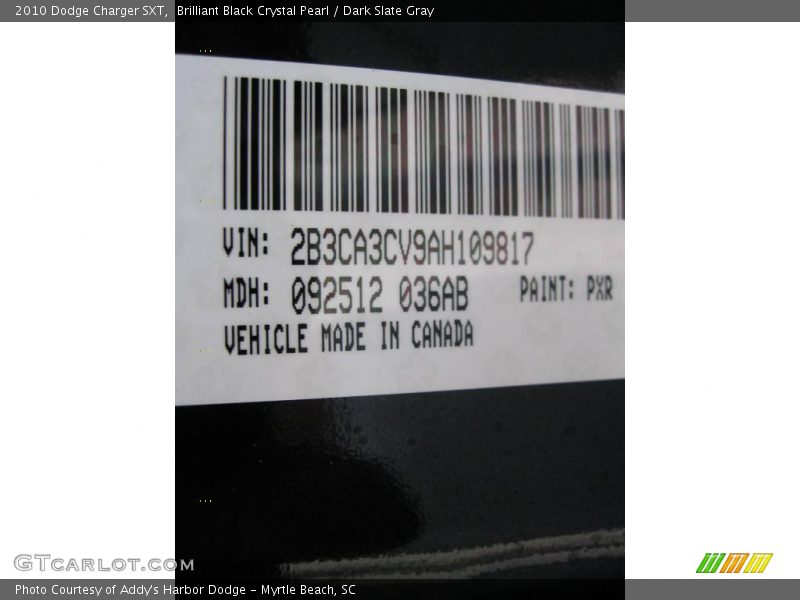 2010 Dodge Charger SXT, Brilliant Black Crystal Pearl / Dark Slate Gray
VIN: 2B3CA3CV9AH109817
MDH: 092512 036AB PAINT: PXR
VEHICLE MADE IN CANADA
GTCARLOT.COM
Photo Courtesy of Addy's Harbor Dodge - Myrtle Beach, SC